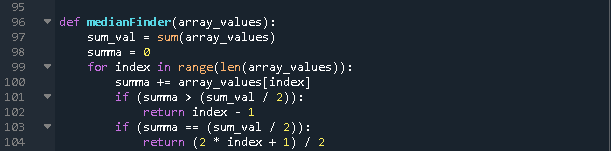 95
96 def medianFinder(array_values):
97     sum_val = sum(array_values)
98     summa = 0
99     for index in range(len(array_values)):
100         summa += array_values[index]
101         if (summa > (sum_val / 2)):
102             return index - 1
103         if (summa == (sum_val / 2)):
104             return (2 * index + 1) / 2